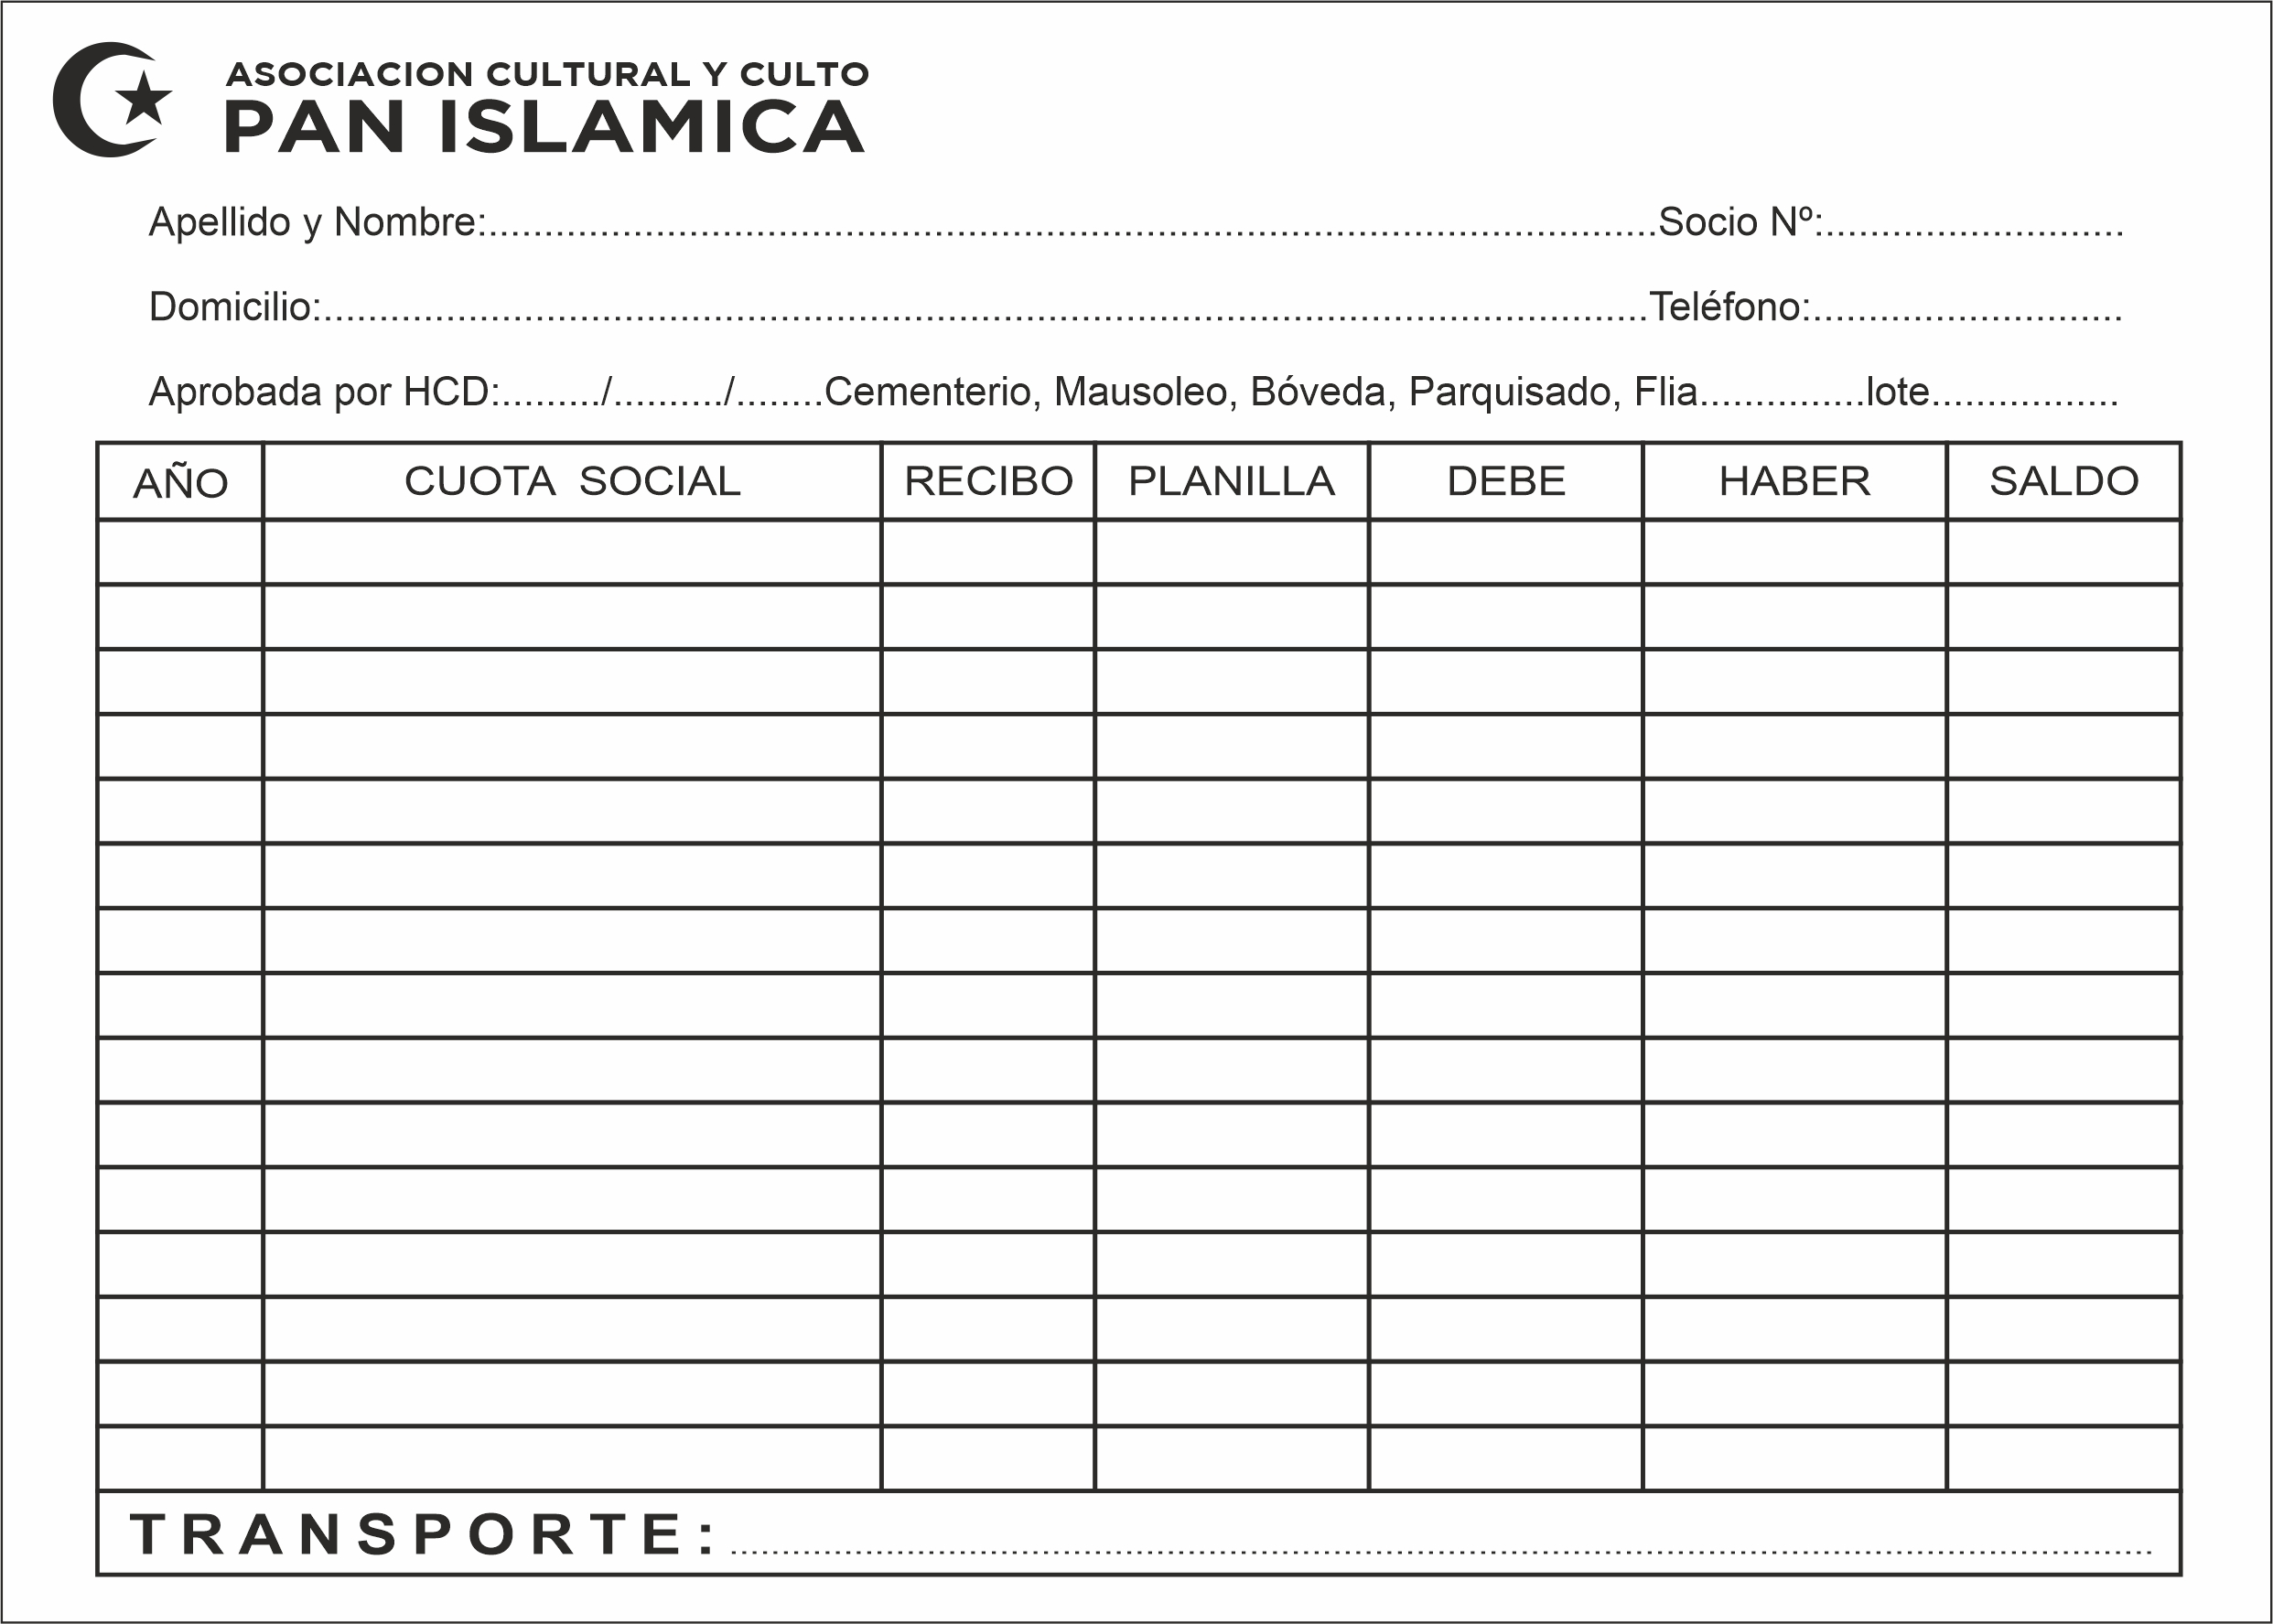 ASOCIACION CULTURAL Y CULTO
PAN ISLAMICA
Apellido y Nombre:........................................................................................................Socio Nº:...........................
Domicilio:......................................................................................................................Teléfono:............................
Aprobada por HCD:........./........../........Cementerio, Mausoleo, Bóveda, Parquisado, Flia...............lote.................
AÑO CUOTA SOCIAL RECIBO PLANILLA DEBE HABER SALDO
TRANSPORTE:..............................................................................................................................